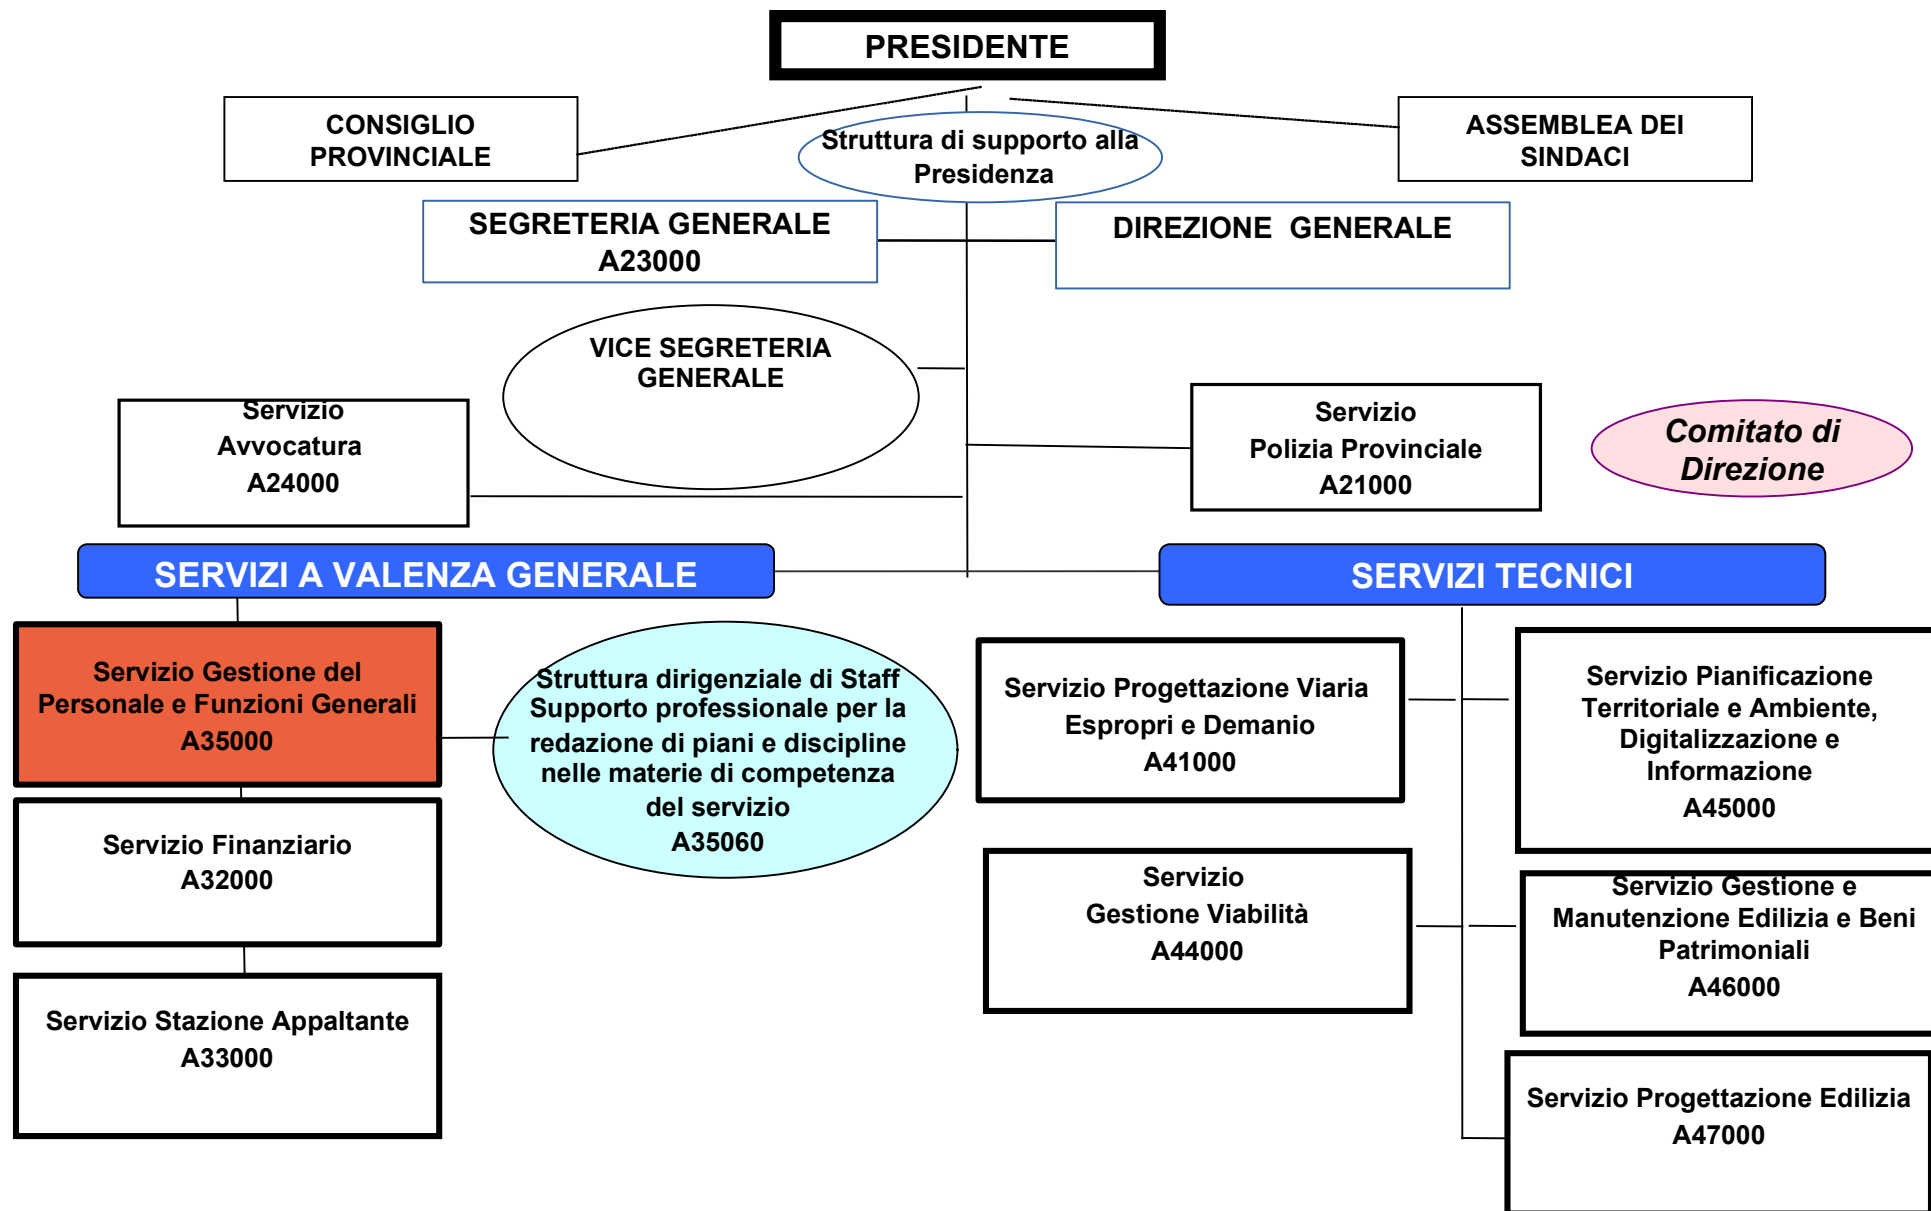 PRESIDENTE
CONSIGLIO
PROVINCIALE
Struttura di supporto alla
Presidenza
ASSEMBLEA DEI
SINDACI
SEGRETERIA GENERALE
A23000
DIREZIONE GENERALE
VICE SEGRETERIA
GENERALE
Servizio
Avvocatura
A24000
Servizio
Polizia Provinciale
A21000
Comitato di
Direzione
SERVIZI A VALENZA GENERALE
SERVIZI TECNICI
Servizio Gestione del
Personale e Funzioni Generali
A35000
Struttura dirigenziale di Staff
Supporto professionale per la
redazione di piani e discipline
nelle materie di competenza
del servizio
A35060
Servizio Finanziario
A32000
Servizio Stazione Appaltante
A33000
Servizio Progettazione Viaria
Espropri e Demanio
A41000
Servizio Pianificazione
Territoriale e Ambiente,
Digitalizzazione e
Informazione
A45000
Servizio
Gestione Viabilità
A44000
Servizio Gestione e
Manutenzione Edilizia e Beni
Patrimoniali
A46000
Servizio Progettazione Edilizia
A47000